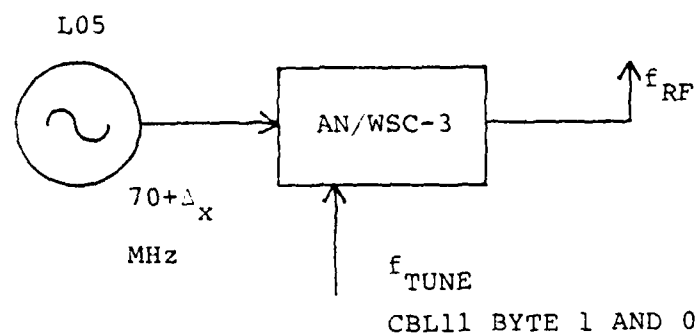 L05
AN/WSC-3
f_RF
70+Δ_x
MHz
f_TUNE
CBL11 BYTE 1 AND 0